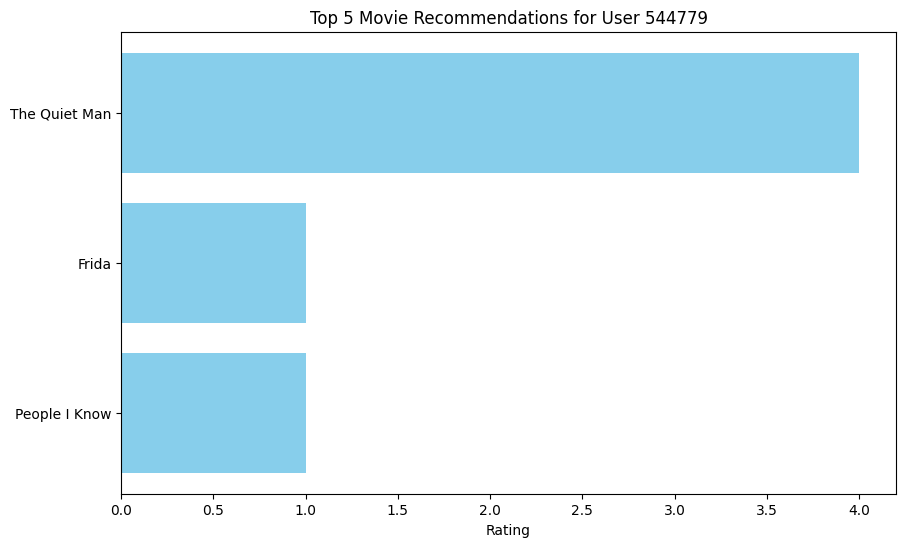 Top 5 Movie Recommendations for User 544779
The Quiet Man
Frida
People I Know
0.0 0.5 1.0 1.5 2.0 2.5 3.0 3.5 4.0
Rating